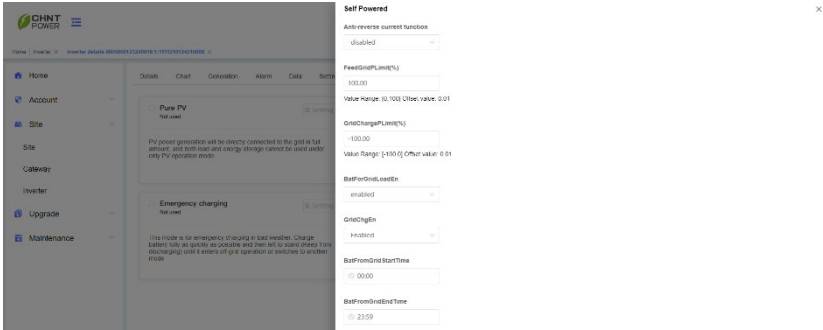 CHNT
POWER
Home
Inverter
Home
Details
Chart
Generation
Alarm
Data
Account
Site
Site
Gateway
Inverter
Upgrade
Maintenance
Pure PV
Not used
PV power generation will be directly connected to the grid in full
amount, and both load and energy storage cannot be used under
only PV operation mode
Emergency charging
Not used
This mode is for emergency charging in bad weather. Charge
battery fully as quickly as possible and then left to stand (keep from
discharging) until it enters off-grid operation or switches to another
mode
Self Powered
Anti-reverse current function
disabled
FeedGridPLimit(%)
100.00
Value Range: [0,100] Offset value: 0.01
GridChargePLimit(%)
-100.00
Value Range: [-100,0] Offset value: 0.01
BatForGridLoadEn
enabled
GridChgEn
Enabled
BatFromGridStartTime
00:00
BatFromGridEndTime
23:59